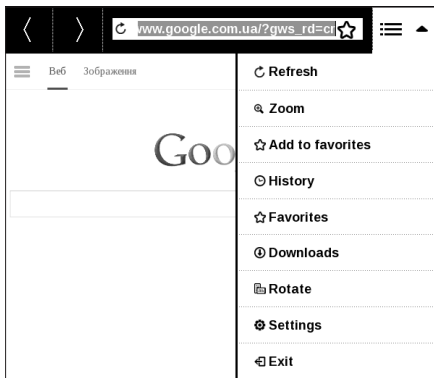 www.google.com.ua/?gws_rd=cr
Веб Зображення
Goo
Refresh
Zoom
Add to favorites
History
Favorites
Downloads
Rotate
Settings
Exit